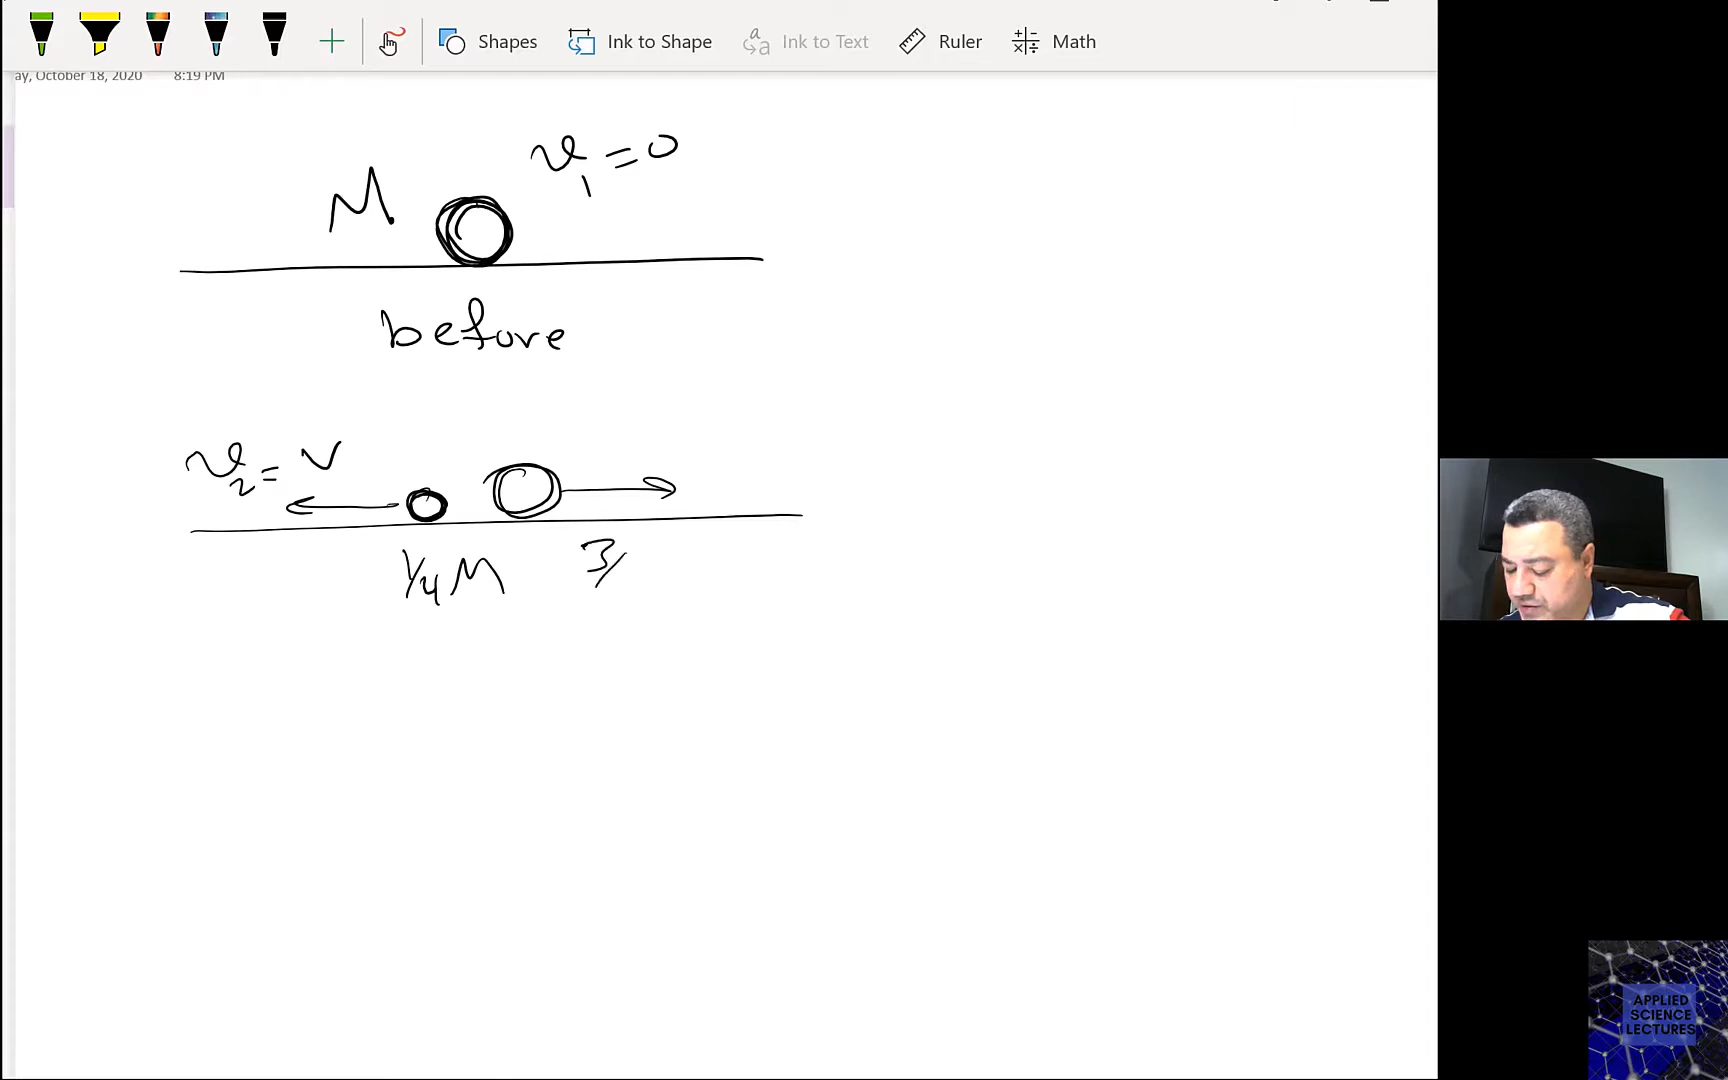 Shapes Ink to Shape Ink to Text Ruler Math
ay, October 18, 2020 8:19 PM
M v₁ = 0
before
v₂ = v
1/4 M 3/
APPLIED
SCIENCE
LECTURES